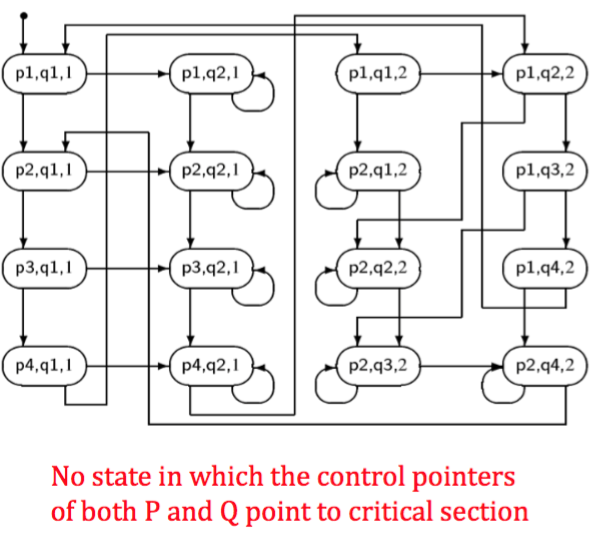 p1,q1,1 p1,q2,1 p1,q1,2 p1,q2,2
p2,q1,1 p2,q2,1 p2,q1,2 p1,q3,2
p3,q1,1 p3,q2,1 p2,q2,2 p1,q4,2
p4,q1,1 p4,q2,1 p2,q3,2 p2,q4,2
No state in which the control pointers
of both P and Q point to critical section